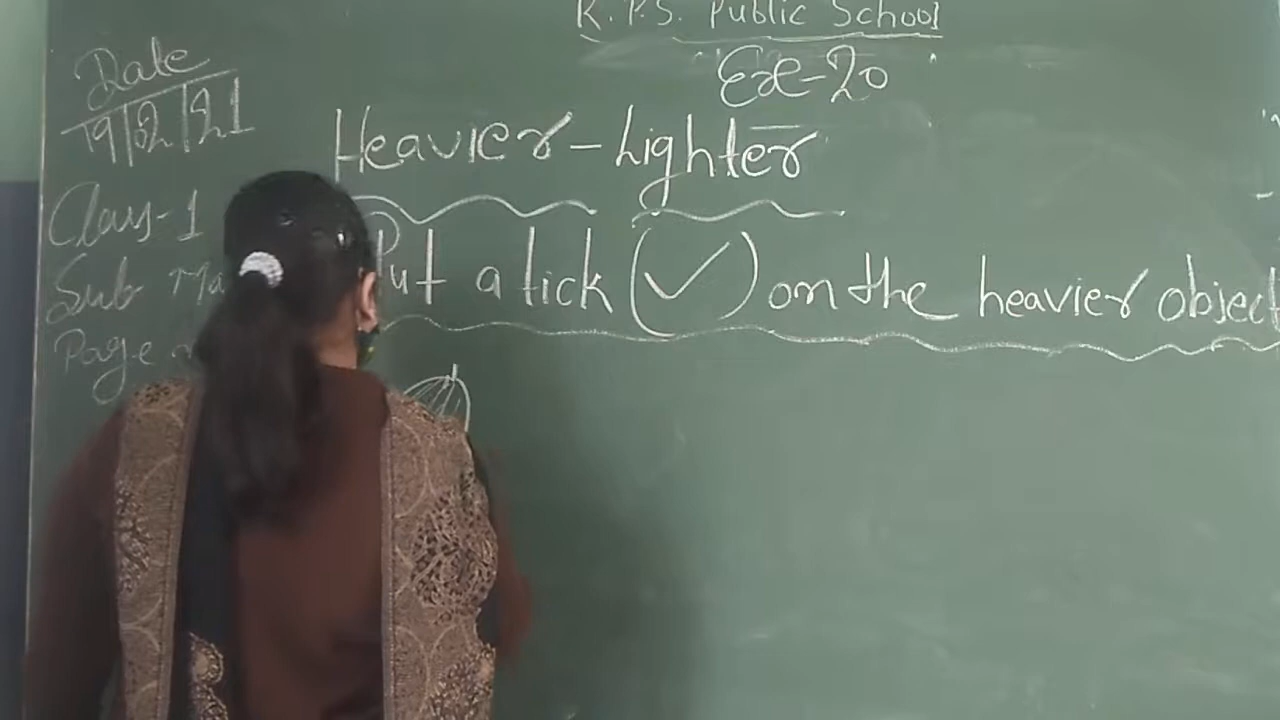 R.P.S. Public School
Ex-20
Date
19/02/21
Heavier-Lighter
Class-1
Put a tick (✓) on the heavier object
Sub
Page